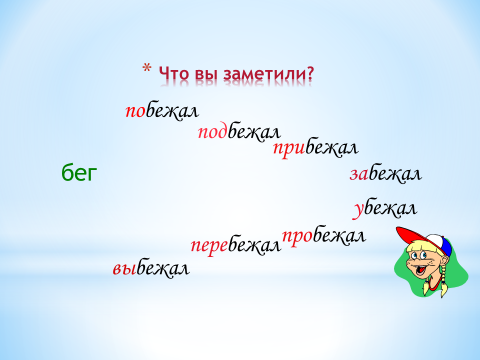 * Что вы заметили?
побежал
подбежал
прибежал
бег
забежал
убежал
пробежал
перебежал
выбежал